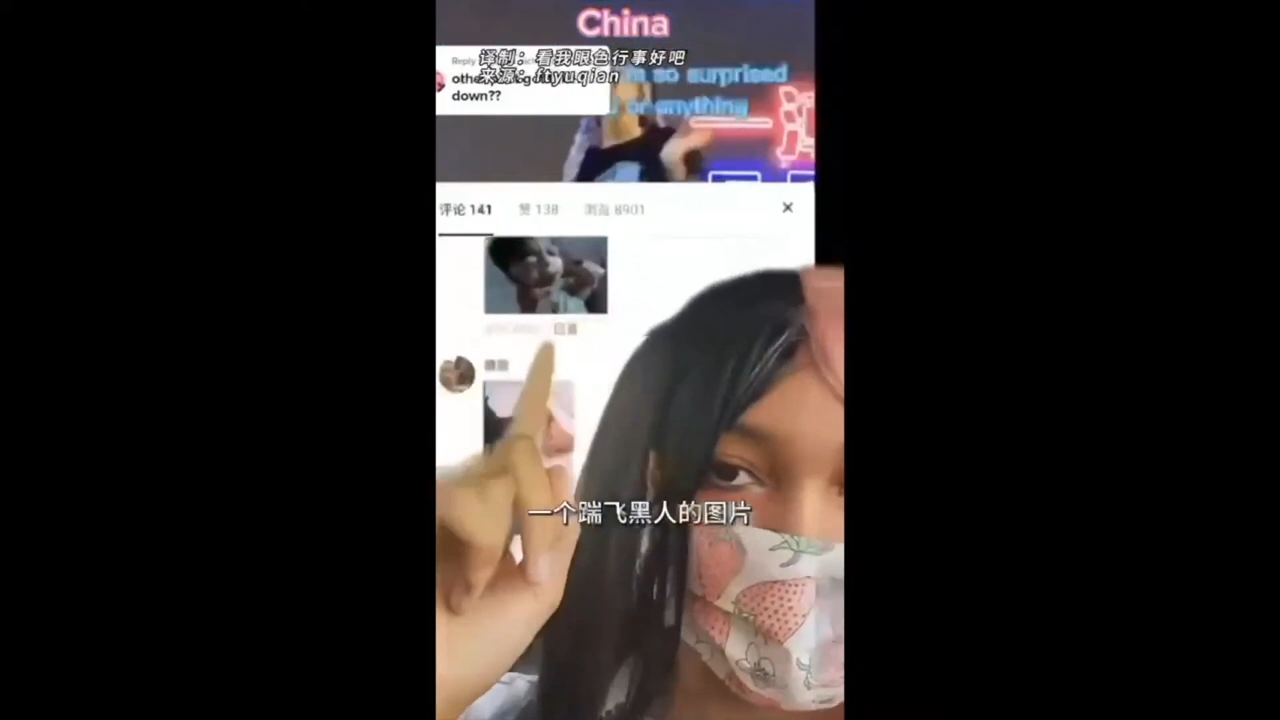 China
译制：看我眼色行事好吧
来源：ftyuqian
Reply
so surprised
down??
or anything
评论 141
赞 138
浏览 8901
一个踹飞黑人的图片